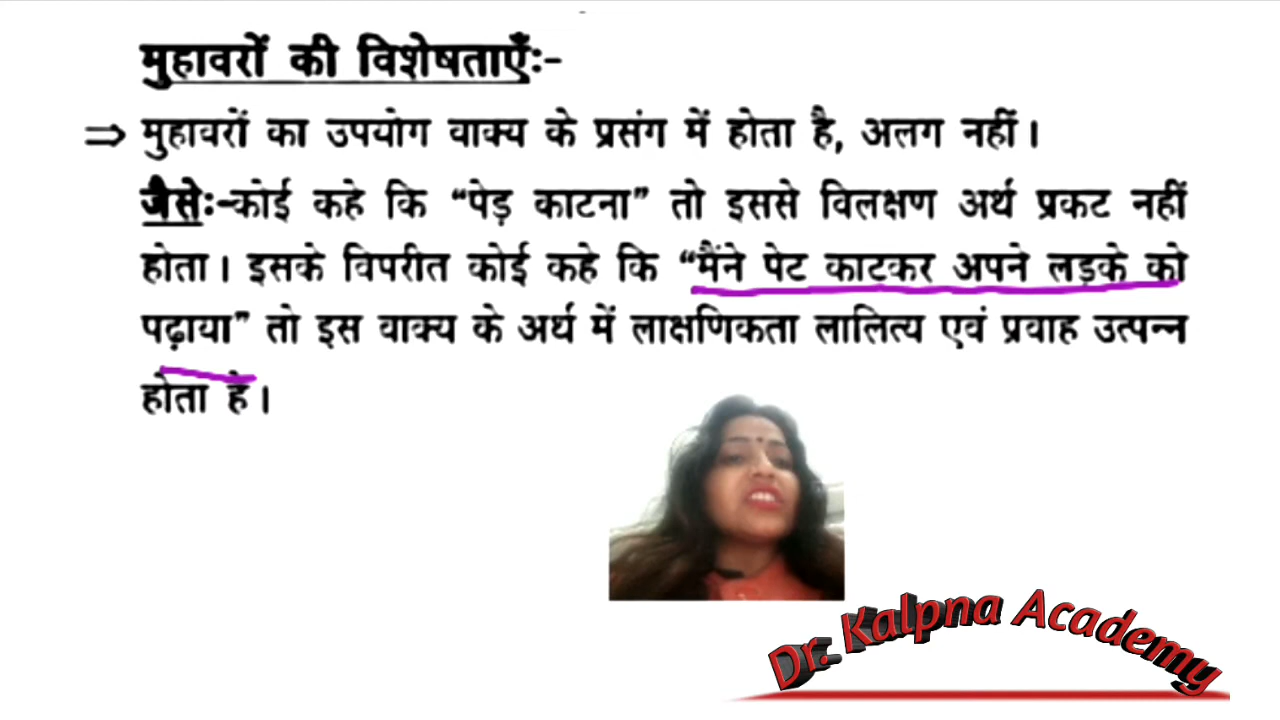 मुहावरों की विशेषताएँ:-
⇒ मुहावरों का उपयोग वाक्य के प्रसंग में होता है, अलग नहीं।
जैसे:-कोई कहे कि “पेड़ काटना” तो इससे विलक्षण अर्थ प्रकट नहीं
होता। इसके विपरीत कोई कहे कि “मैंने पेट काटकर अपने लड़के को
पढ़ाया” तो इस वाक्य के अर्थ में लाक्षणिकता लालित्य एवं प्रवाह उत्पन्न
होता है।
Dr. Kalpna Academy